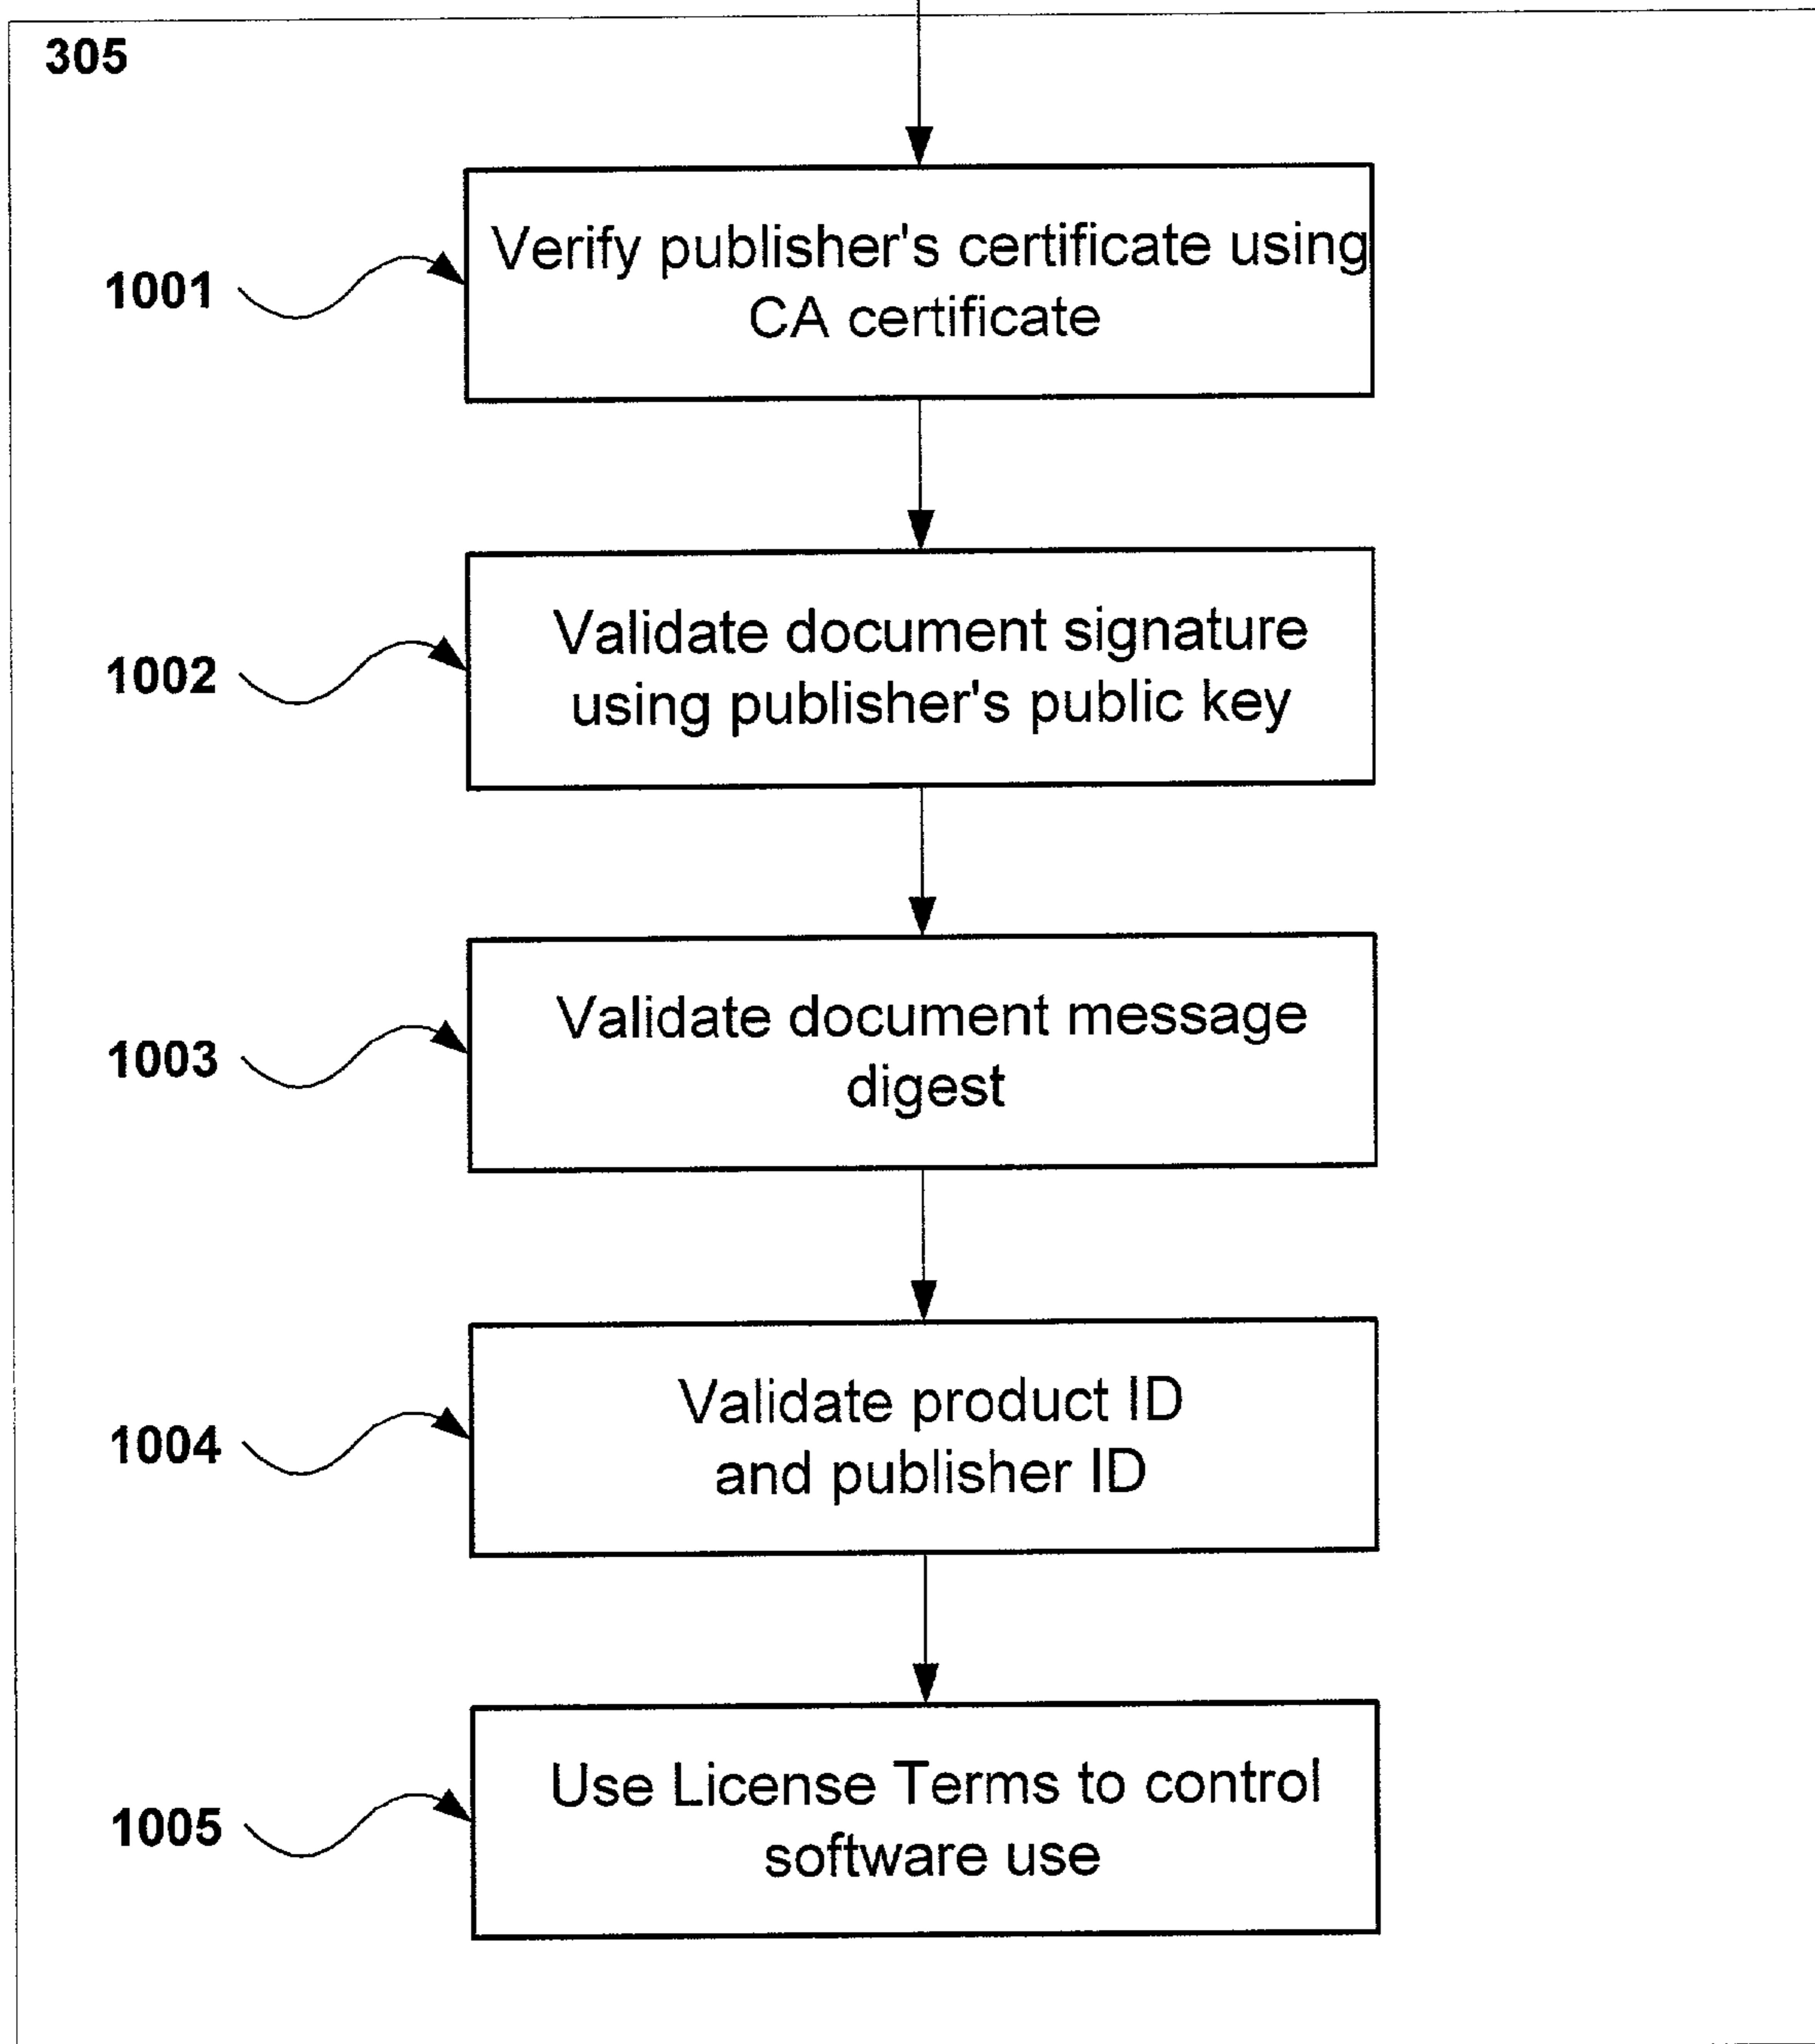 305
1001
Verify publisher's certificate using
CA certificate
1002
Validate document signature
using publisher's public key
1003
Validate document message
digest
1004
Validate product ID
and publisher ID
1005
Use License Terms to control
software use